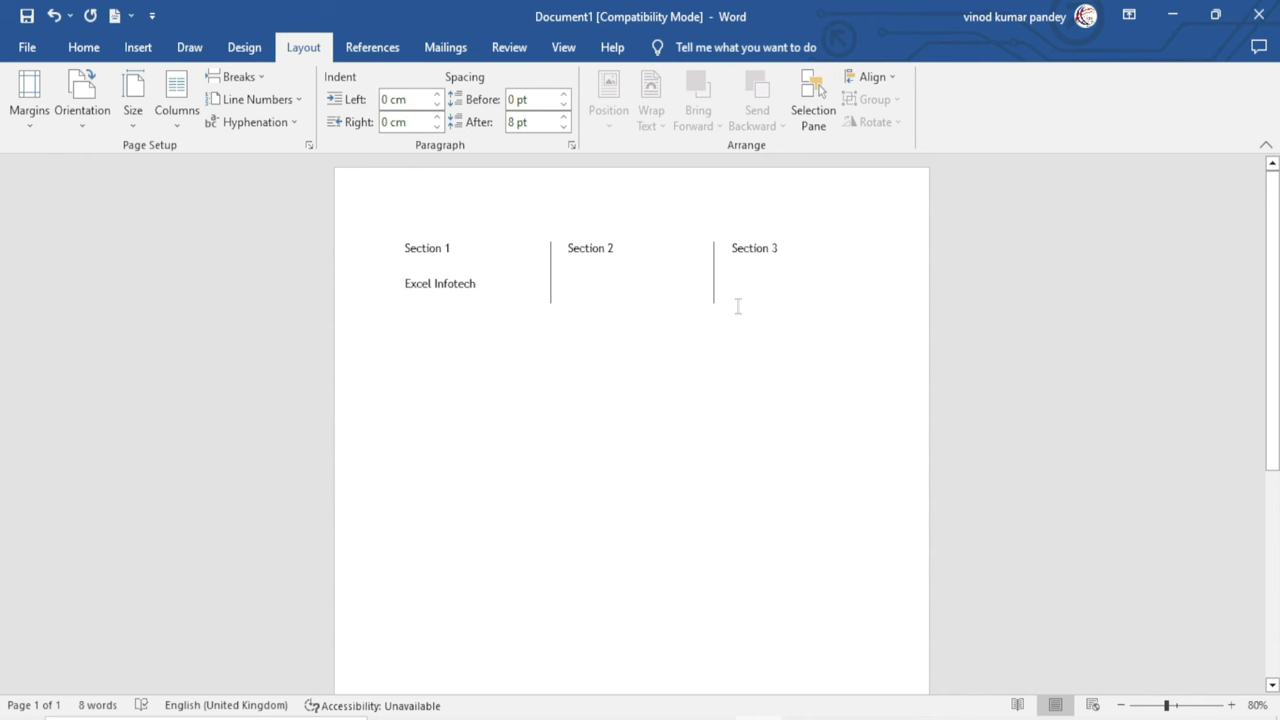 Document1 [Compatibility Mode] - Word
vinod kumar pandey
File Home Insert Draw Design Layout References Mailings Review View Help Tell me what you want to do
Margins
Orientation
Size
Columns
Breaks
Line Numbers
Hyphenation
Page Setup
Indent
Left: 0 cm
Right: 0 cm
Spacing
Before: 0 pt
After: 8 pt
Paragraph
Position
Wrap Text
Bring Forward
Send Backward
Selection Pane
Align
Group
Rotate
Arrange
Section 1
Excel Infotech
Section 2
Section 3
Page 1 of 1 8 words English (United Kingdom) Accessibility: Unavailable 80%